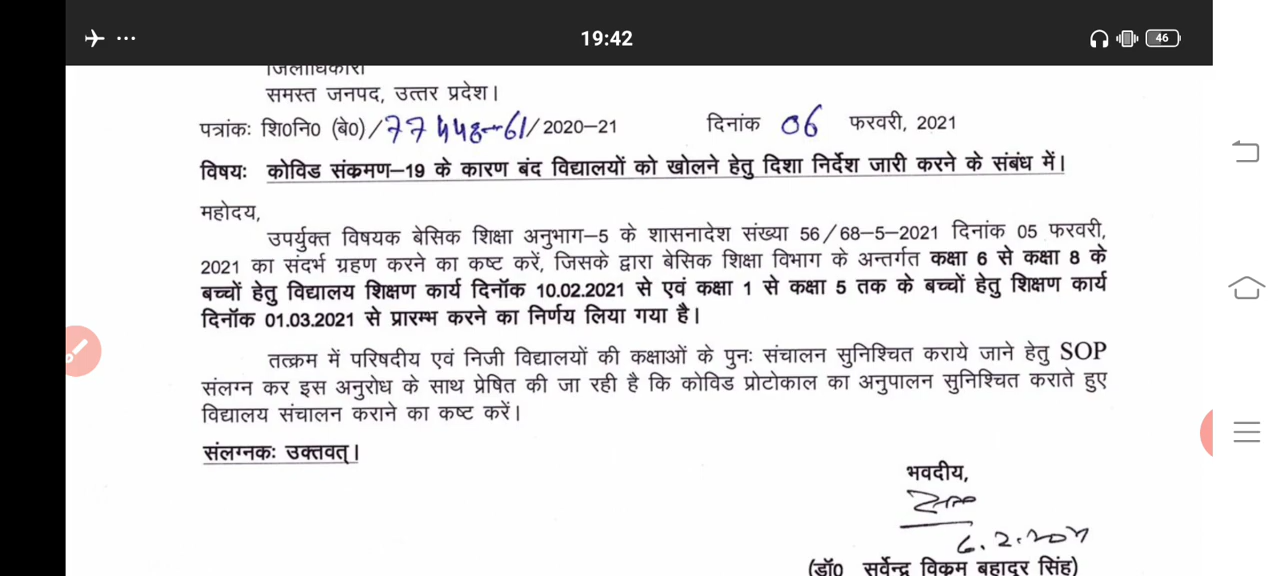 19:42
46
जिलाधिकारी
समस्त जनपद, उत्तर प्रदेश।
पत्रांकः शि0नि0 (बे0)/77448-61/2020-21 दिनांक 06 फरवरी, 2021
विषयः कोविड संक्रमण-19 के कारण बंद विद्यालयों को खोलने हेतु दिशा निर्देश जारी करने के संबंध में।
महोदय,
उपर्युक्त विषयक बेसिक शिक्षा अनुभाग-5 के शासनादेश संख्या 56/68-5-2021 दिनांक 05 फरवरी,
2021 का संदर्भ ग्रहण करने का कष्ट करें, जिसके द्वारा बेसिक शिक्षा विभाग के अन्तर्गत कक्षा 6 से कक्षा 8 के
बच्चों हेतु विद्यालय शिक्षण कार्य दिनॉक 10.02.2021 से एवं कक्षा 1 से कक्षा 5 तक के बच्चों हेतु शिक्षण कार्य
दिनॉक 01.03.2021 से प्रारम्भ करने का निर्णय लिया गया है।
तत्क्रम में परिषदीय एवं निजी विद्यालयों की कक्षाओं के पुनः संचालन सुनिश्चित कराये जाने हेतु SOP
संलग्न कर इस अनुरोध के साथ प्रेषित की जा रही है कि कोविड प्रोटोकाल का अनुपालन सुनिश्चित कराते हुए
विद्यालय संचालन कराने का कष्ट करें।
संलग्नकः उक्तवत्।
भवदीय,
6.2.2021
(डॉ0 सर्वेन्द्र विक्रम बहादुर सिंह)